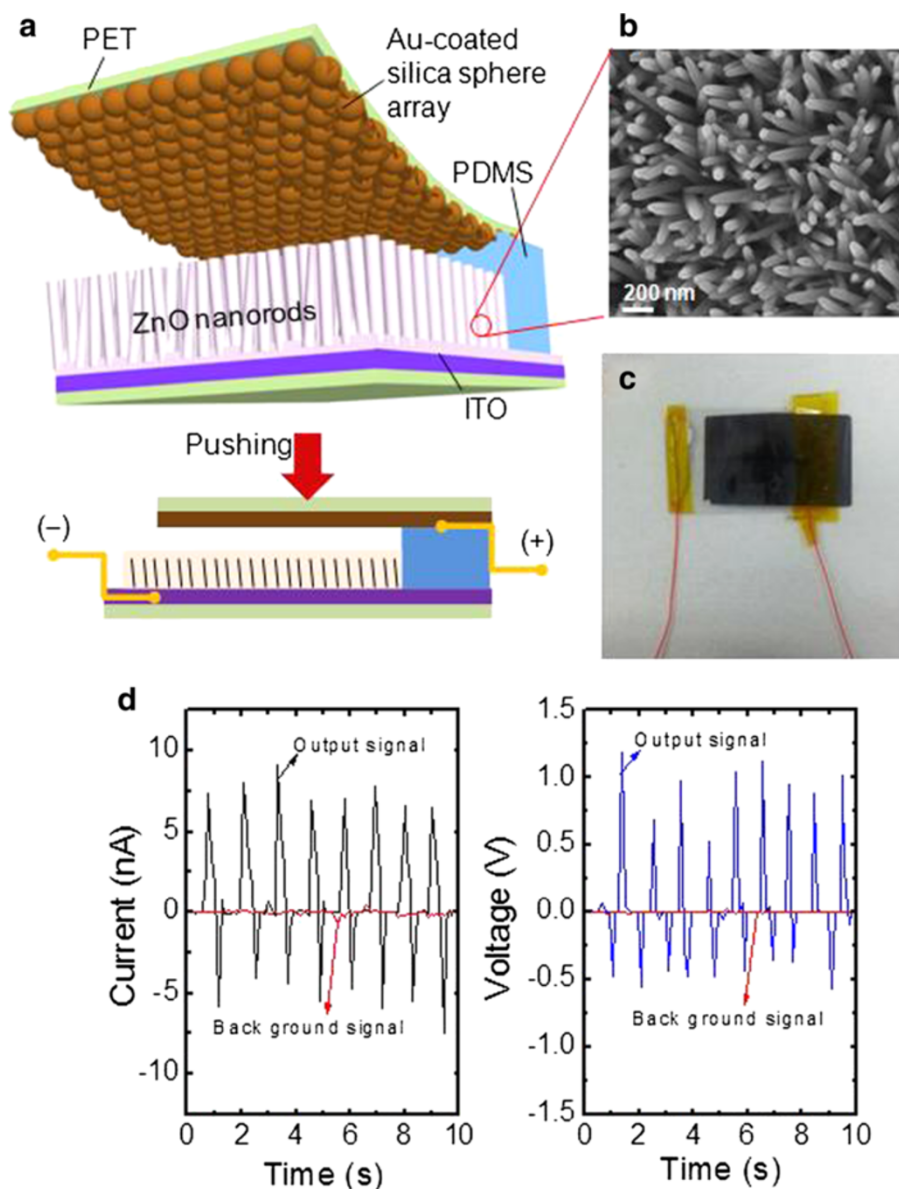 a
PET
Au-coated
silica sphere
array
PDMS
ZnO nanorods
ITO
Pushing
(−)
(+)
b
200 nm
c
d
Output signal
Back ground signal
Current (nA)
10
5
0
-5
-10
0 2 4 6 8 10
Time (s)
Output signal
Back ground signal
Voltage (V)
1.5
1.0
0.5
0.0
-0.5
-1.0
-1.5
0 2 4 6 8 10
Time (s)